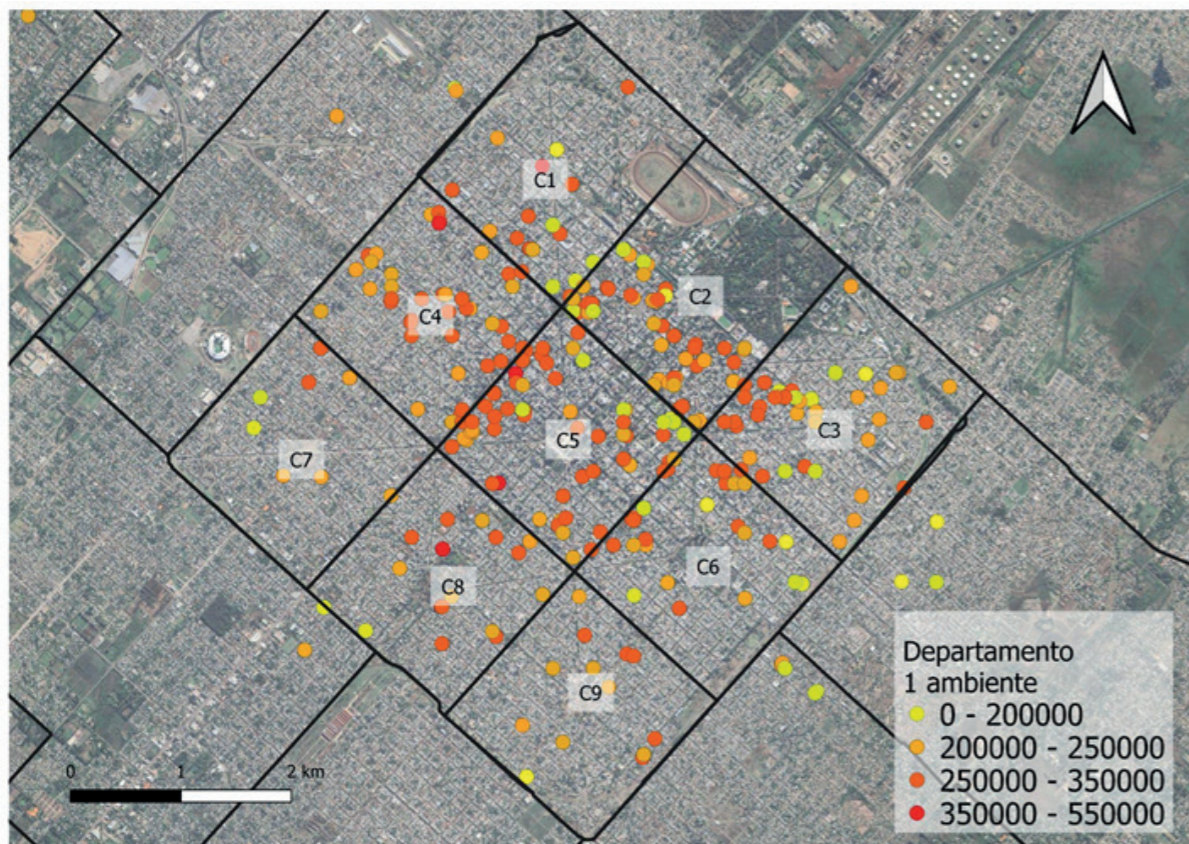 C1
C2
C4
C5
C3
C7
C6
C8
C9
Departamento
1 ambiente
0 - 200000
200000 - 250000
250000 - 350000
350000 - 550000
0 1 2 km